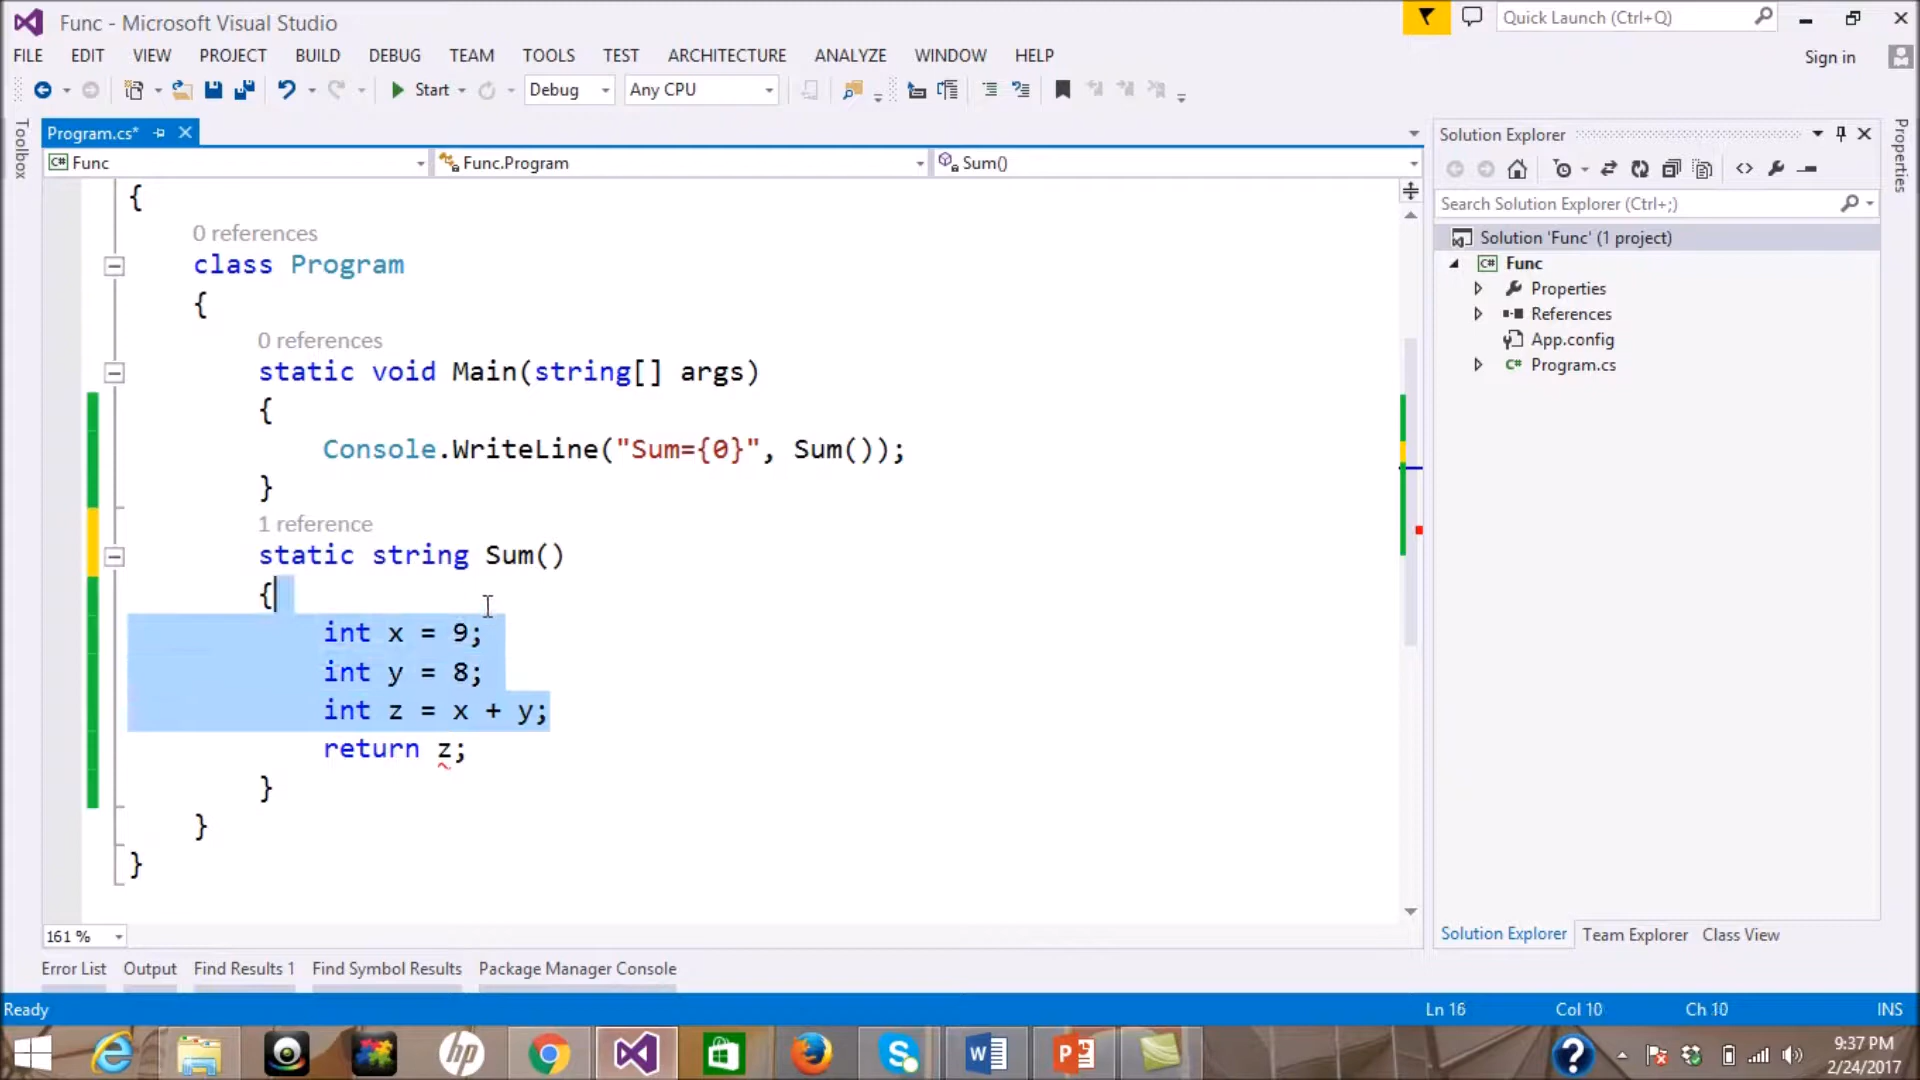 Func - Microsoft Visual Studio
Quick Launch (Ctrl+Q)
FILE EDIT VIEW PROJECT BUILD DEBUG TEAM TOOLS TEST ARCHITECTURE ANALYZE WINDOW HELP
Sign in
Start Debug Any CPU
Toolbox
Program.cs*
Func
Func.Program
Sum()
{
0 references
class Program
{
0 references
static void Main(string[] args)
{
Console.WriteLine("Sum={0}", Sum());
}
1 reference
static string Sum()
{
int x = 9;
int y = 8;
int z = x + y;
return z;
}
}
}
161 %
Solution Explorer
Search Solution Explorer (Ctrl+;)
Solution 'Func' (1 project)
C# Func
Properties
References
App.config
C# Program.cs
Solution Explorer Team Explorer Class View
Properties
Error List Output Find Results 1 Find Symbol Results Package Manager Console
Ready
Ln 16
Col 10
Ch 10
INS
9:37 PM
2/24/2017